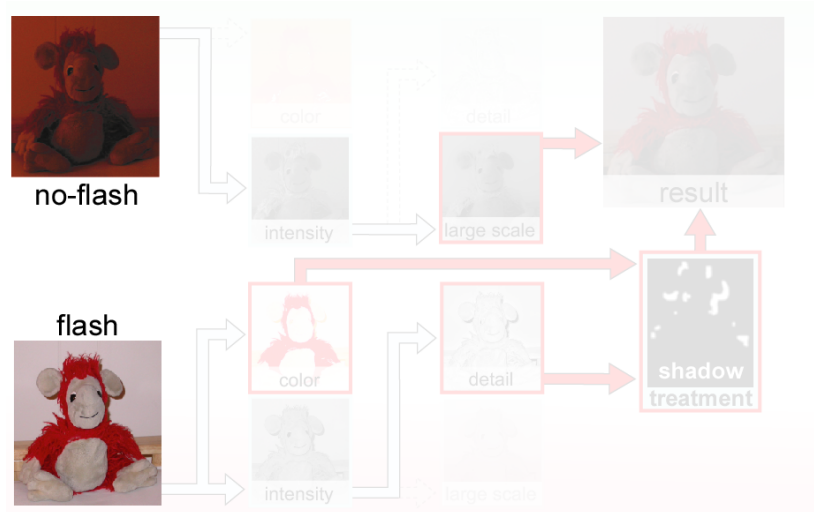 color
detail
no-flash
intensity
large scale
result
flash
color
detail
shadow
treatment
intensity
large scale